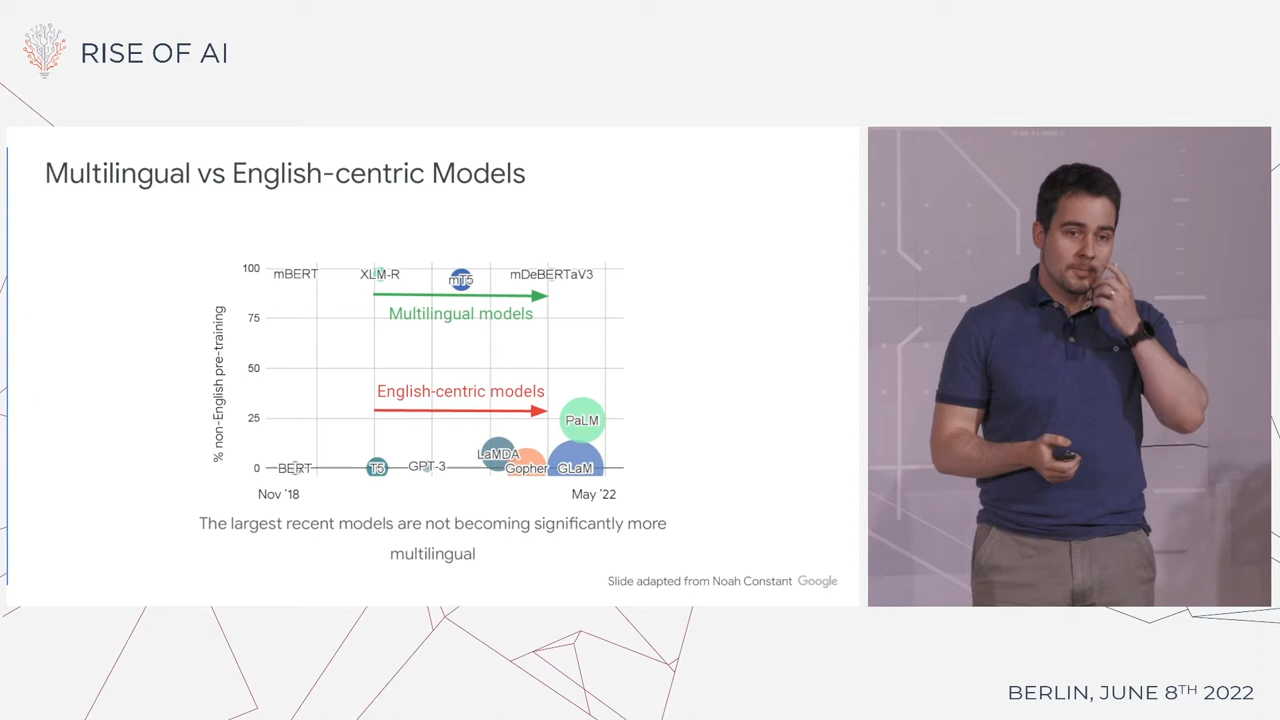 RISE OF AI
Multilingual vs English-centric Models
% non-English pre-training
100
75
50
25
0
mBERT
XLM-R
mT5
mDeBERTaV3
Multilingual models
English-centric models
PaLM
BERT
T5
GPT-3
LaMDA
Gopher
GLaM
Nov '18
May '22
The largest recent models are not becoming significantly more
multilingual
Slide adapted from Noah Constant Google
BERLIN, JUNE 8TH 2022